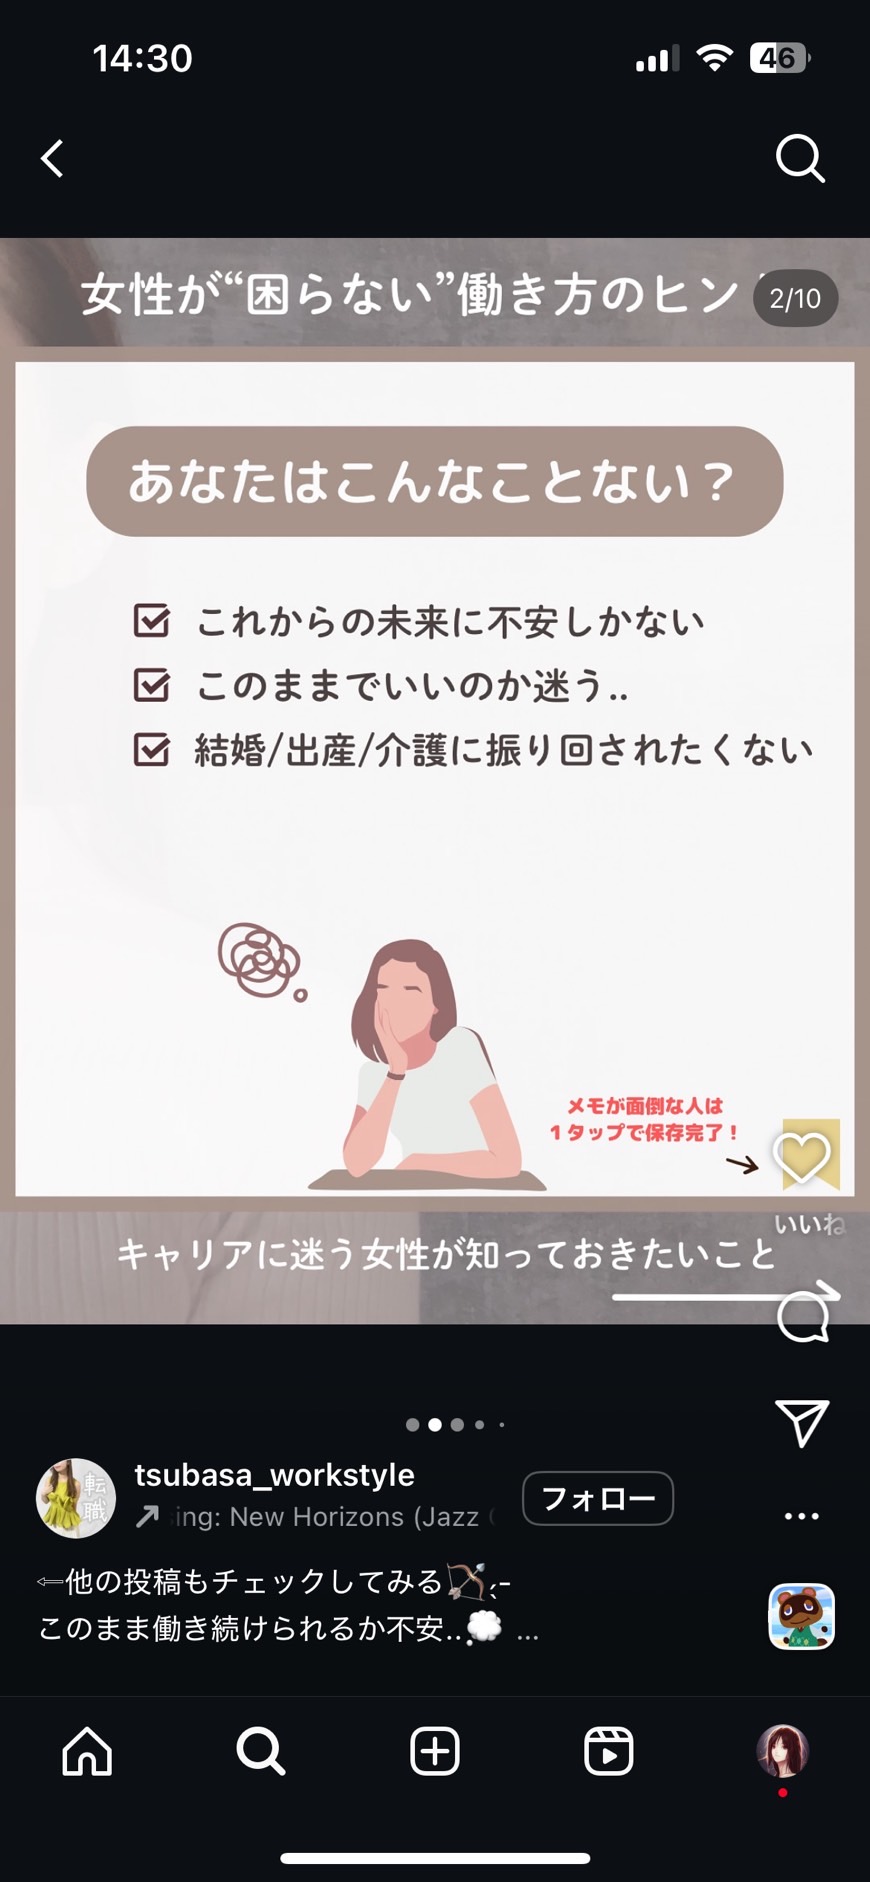 14:30
46
女性が“困らない”働き方のヒン
2/10
あなたはこんなことない？
これからの未来に不安しかない
このままでいいのか迷う..
結婚/出産/介護に振り回されたくない
メモが面倒な人は
1タップで保存完了！
いいね
キャリアに迷う女性が知っておきたいこと
tsubasa_workstyle
転職
フォロー
ing: New Horizons (Jazz
⇦他の投稿もチェックしてみる🏹 ̖́-
このまま働き続けられるか不安..💭 ...